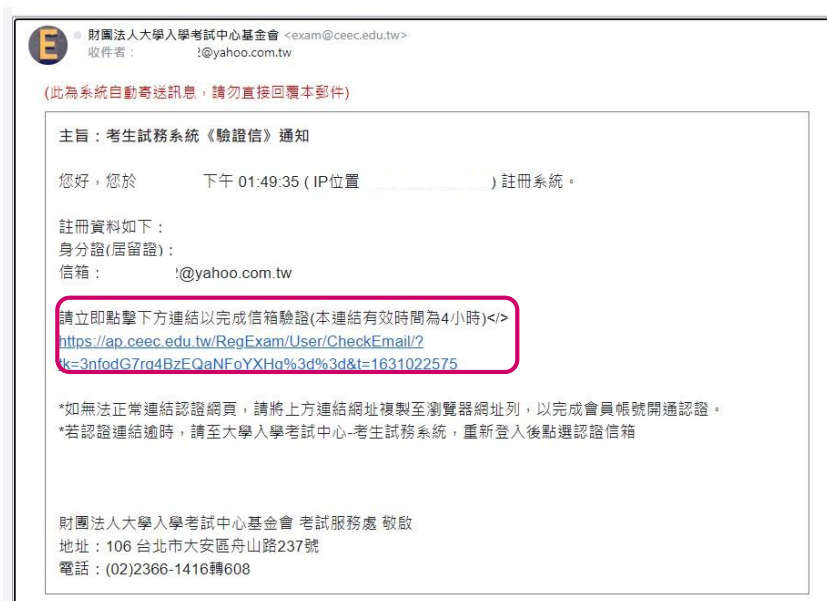 E
財團法人大學入學考試中心基金會 <exam@ceec.edu.tw>
收件者： 2@yahoo.com.tw
(此為系統自動寄送訊息，請勿直接回覆本郵件)
主旨：考生試務系統《驗證信》通知
您好，您於 下午 01:49:35 ( IP位置 ) 註冊系統。
註冊資料如下：
身分證(居留證)：
信箱： @yahoo.com.tw
請立即點擊下方連結以完成信箱驗證(本連結有效時間為4小時)</>
https://ap.ceec.edu.tw/RegExam/User/CheckEmail/?
tk=3nfodG7rg4BzEQaNFoYXHg%3d%3d&t=1631022575
*如無法正常連結認證網頁，請將上方連結網址複製至瀏覽器網址列，以完成會員帳號開通認證。
*若認證連結逾時，請至大學入學考試中心-考生試務系統，重新登入後點選認證信箱
財團法人大學入學考試中心基金會 考試服務處 敬啟
地址：106 台北市大安區舟山路237號
電話：(02)2366-1416轉608